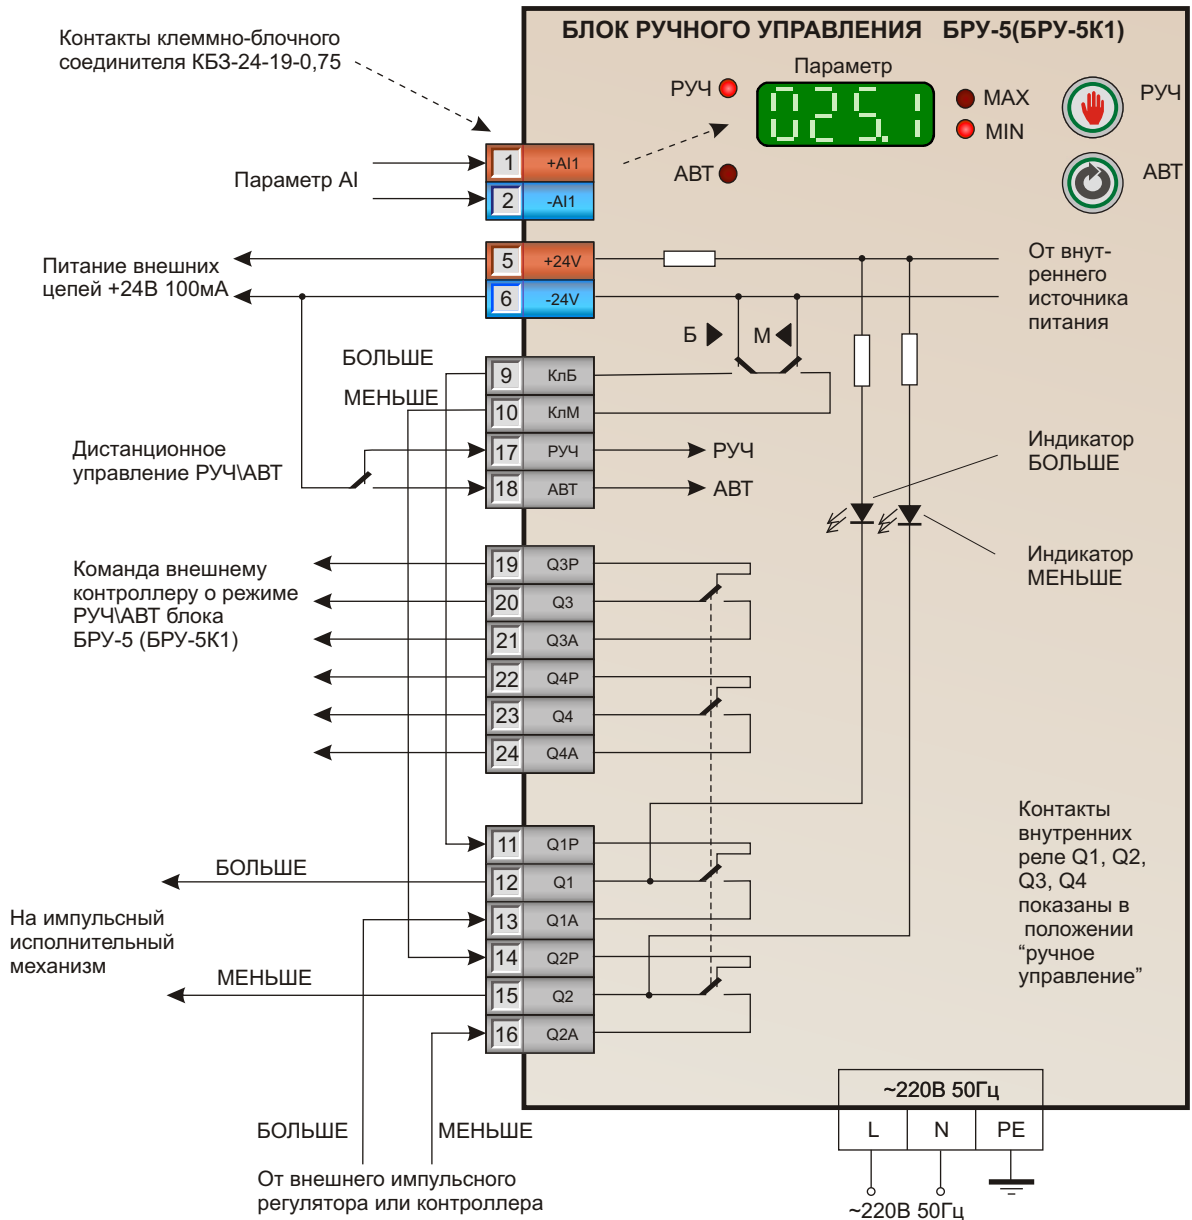 БЛОК РУЧНОГО УПРАВЛЕНИЯ БРУ-5(БРУ-5К1)
Контакты клеммно-блочного
соединителя КБЗ-24-19-0,75
Параметр
РУЧ
025.1
MAX
MIN
РУЧ
АВТ
АВТ
Параметр AI
1 +AI1
2 -AI1
Питание внешних
цепей +24В 100мА
5 +24V
6 -24V
От внут-
реннего
источника
питания
Б
М
БОЛЬШЕ
9 КлБ
МЕНЬШЕ
10 КлМ
Дистанционное
управление РУЧ\АВТ
17 РУЧ
РУЧ
18 АВТ
АВТ
Индикатор
БОЛЬШЕ
Индикатор
МЕНЬШЕ
Команда внешнему
контроллеру о режиме
РУЧ\АВТ блока
БРУ-5 (БРУ-5К1)
19 Q3P
20 Q3
21 Q3A
22 Q4P
23 Q4
24 Q4A
Контакты
внутренних
реле Q1, Q2,
Q3, Q4
показаны в
положении
“ручное
управление”
11 Q1P
БОЛЬШЕ
12 Q1
13 Q1A
14 Q2P
На импульсный
исполнительный
механизм
МЕНЬШЕ
15 Q2
16 Q2A
~220В 50Гц
L N PE
~220В 50Гц
БОЛЬШЕ
МЕНЬШЕ
От внешнего импульсного
регулятора или контроллера